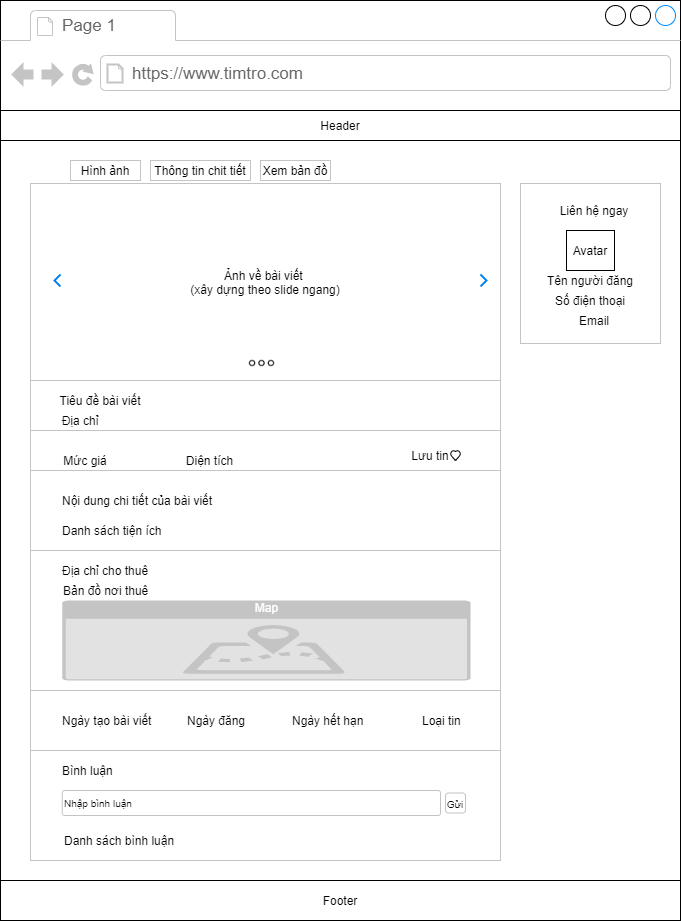 Page 1
https://www.timtro.com
Header
Hình ảnh
Thông tin chit tiết
Xem bản đồ
Ảnh về bài viết
(xây dựng theo slide ngang)
Liên hệ ngay
Avatar
Tên người đăng
Số điện thoại
Email
Tiêu đề bài viết
Địa chỉ
Mức giá
Diện tích
Lưu tin
Nội dung chi tiết của bài viết
Danh sách tiện ích
Địa chỉ cho thuê
Bản đồ nơi thuê
Map
Ngày tạo bài viết
Ngày đăng
Ngày hết hạn
Loại tin
Bình luận
Nhập bình luận
Gửi
Danh sách bình luận
Footer